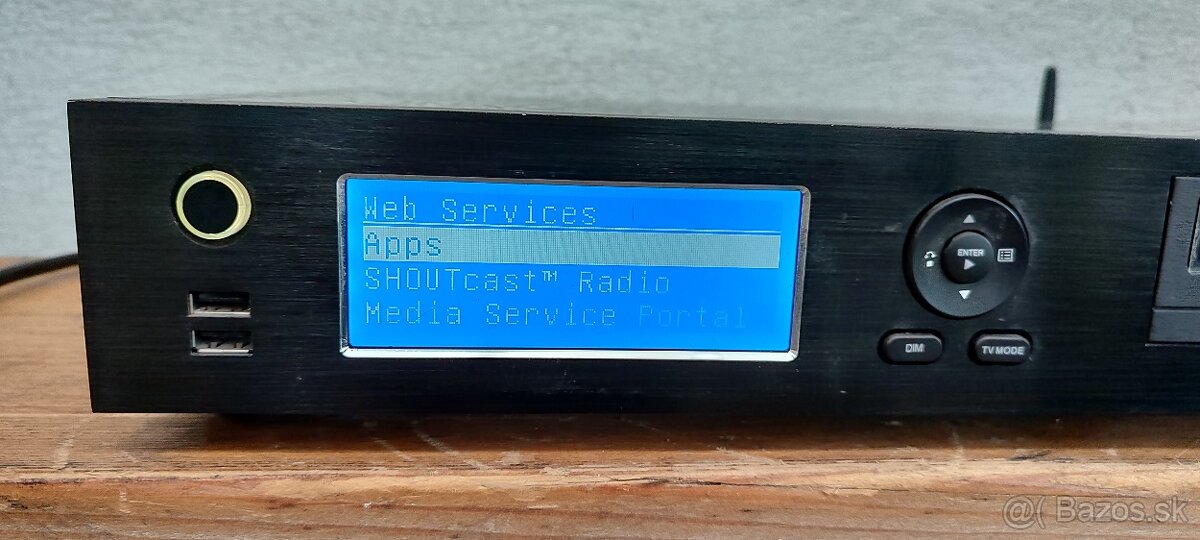 Web Services
Apps
SHOUTcast™ Radio
Media Service Portal
ENTER
DIM
TV MODE
@( Bazos.sk